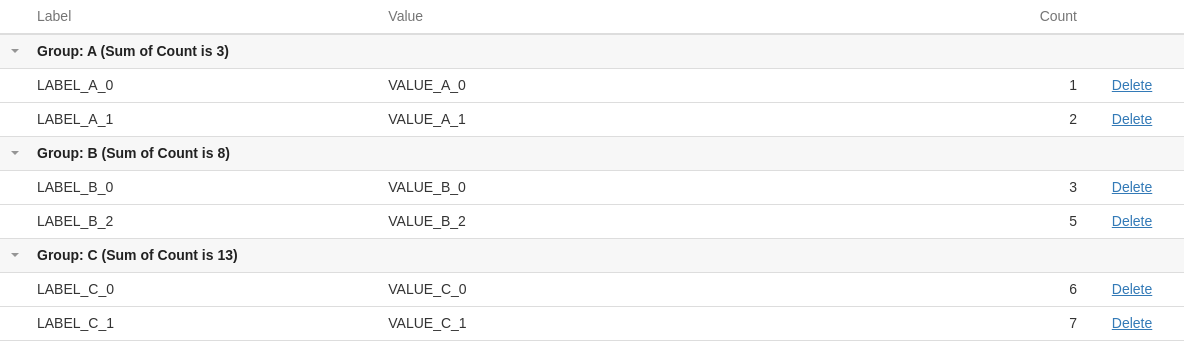 Label Value Count
Group: A (Sum of Count is 3)
LABEL_A_0 VALUE_A_0 1 Delete
LABEL_A_1 VALUE_A_1 2 Delete
Group: B (Sum of Count is 8)
LABEL_B_0 VALUE_B_0 3 Delete
LABEL_B_2 VALUE_B_2 5 Delete
Group: C (Sum of Count is 13)
LABEL_C_0 VALUE_C_0 6 Delete
LABEL_C_1 VALUE_C_1 7 Delete